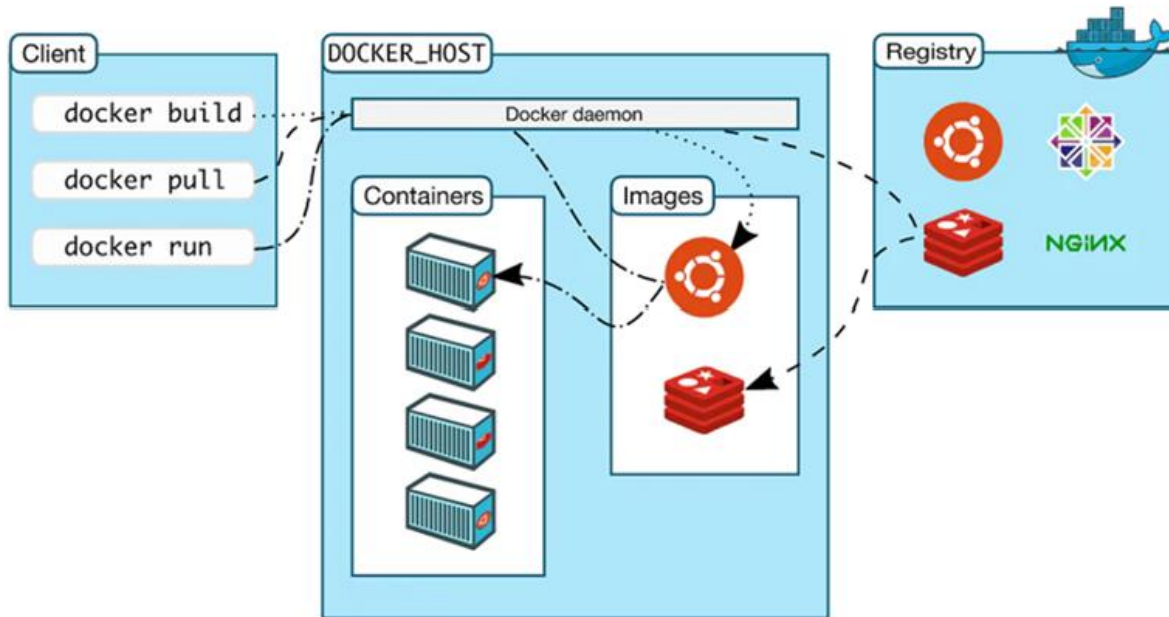 Client
docker build
docker pull
docker run
DOCKER_HOST
Docker daemon
Containers
Images
Registry
NGiNX